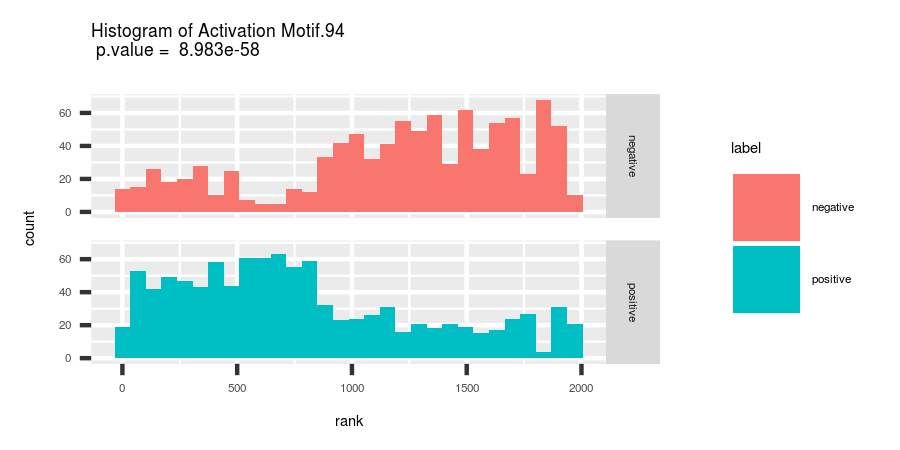 Histogram of Activation Motif.94
p.value = 8.983e-58
60
40
20
0
negative
60
40
20
0
positive
0 500 1000 1500 2000
rank
count
label
negative
positive